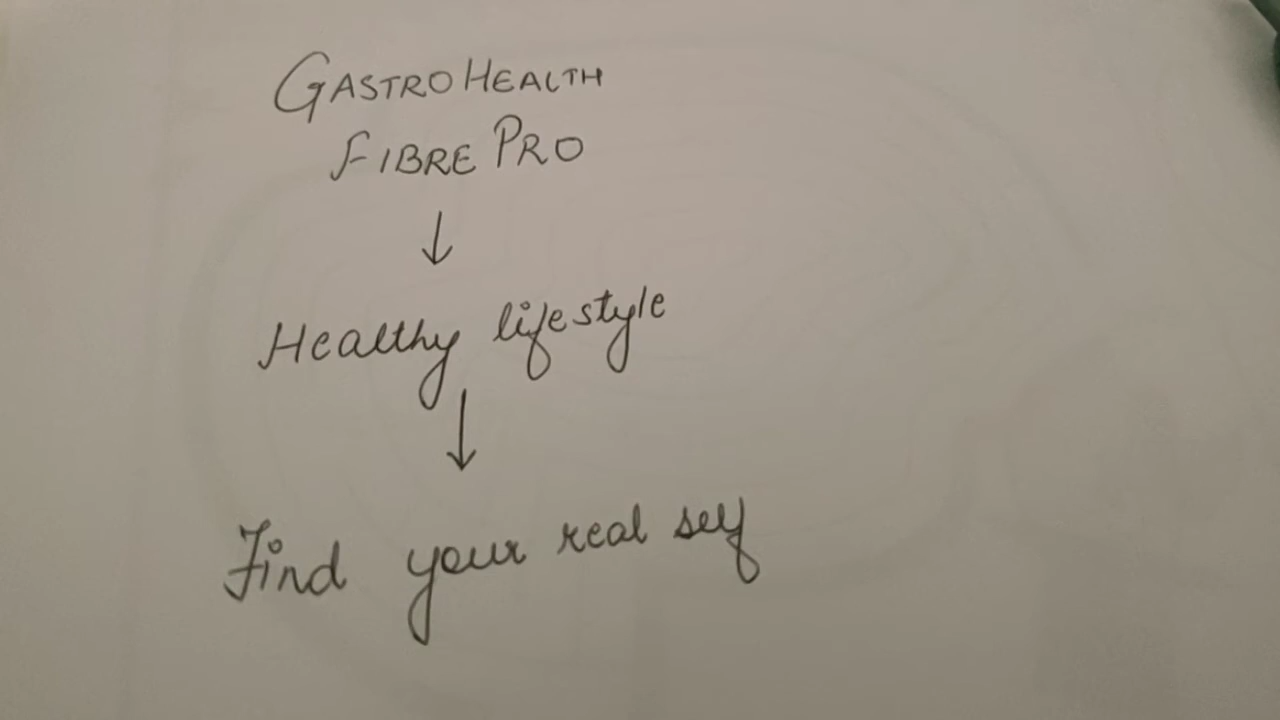 GASTROHEALTH
FIBRE PRO
↓
Healthy lifestyle
↓
Find your real self